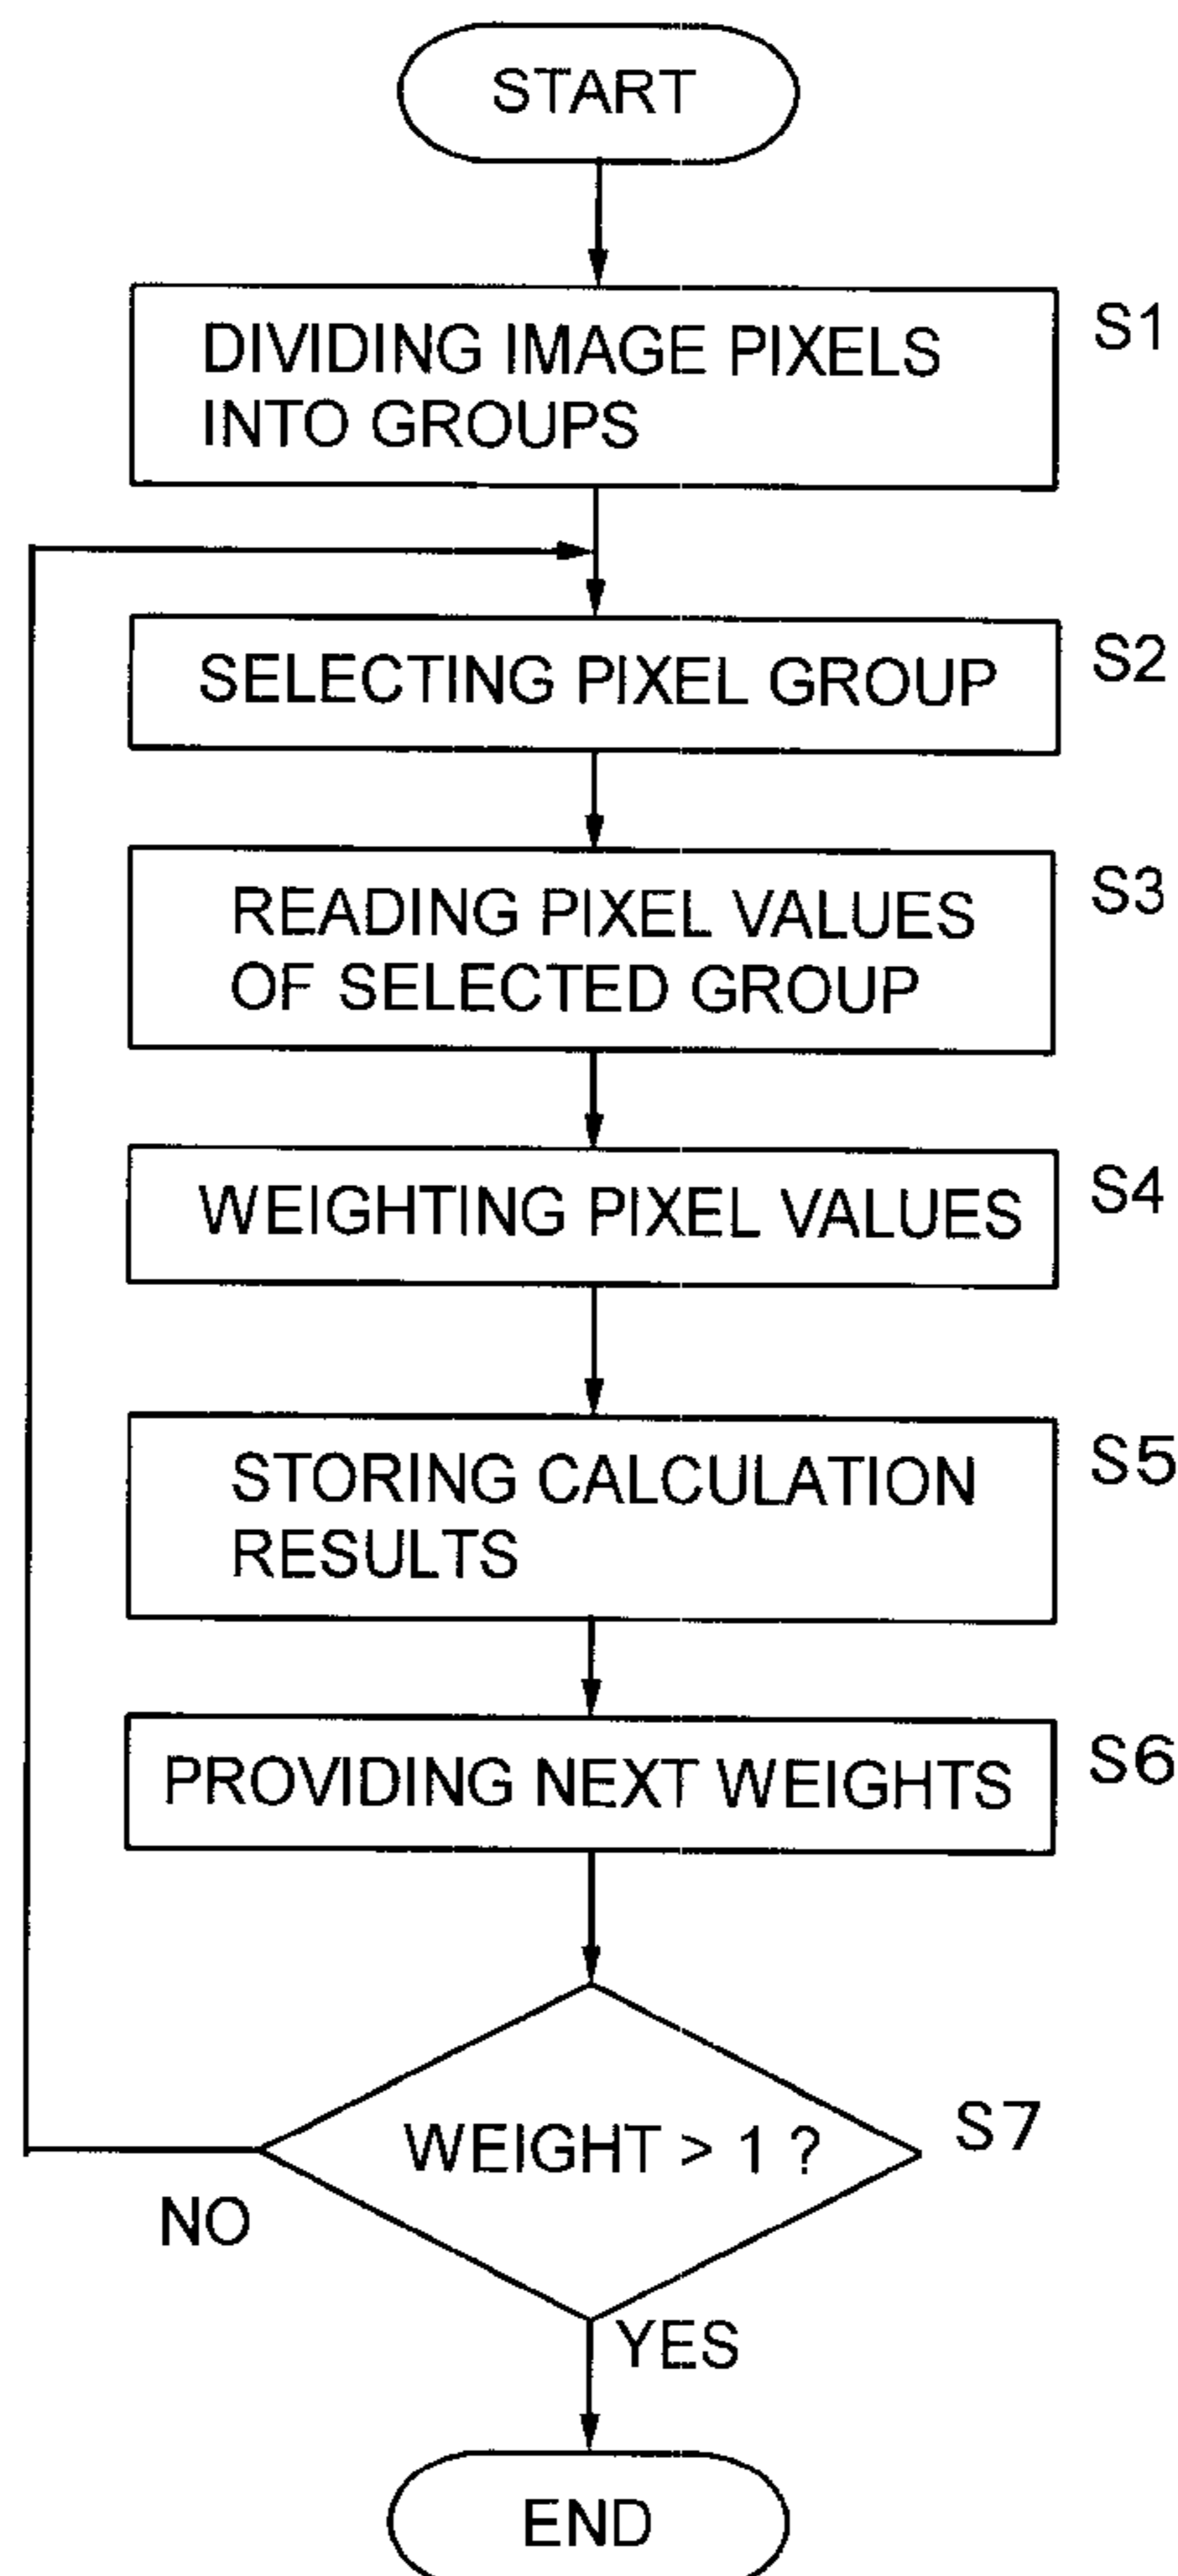 START
DIVIDING IMAGE PIXELS
INTO GROUPS
S1
SELECTING PIXEL GROUP
S2
READING PIXEL VALUES
OF SELECTED GROUP
S3
WEIGHTING PIXEL VALUES
S4
STORING CALCULATION
RESULTS
S5
PROVIDING NEXT WEIGHTS
S6
WEIGHT > 1 ?
S7
NO
YES
END